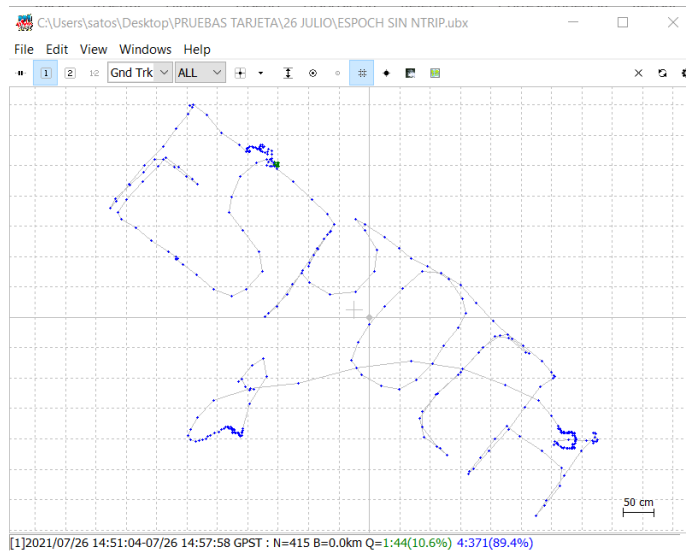 C:\Users\satos\Desktop\PRUEBAS TARJETA\26 JULIO\ESPOCH SIN NTRIP.ubx
File Edit View Windows Help
1 2 1-2 Gnd Trk ALL
50 cm
[1]2021/07/26 14:51:04-07/26 14:57:58 GPST : N=415 B=0.0km Q=1:44(10.6%) 4:371(89.4%)